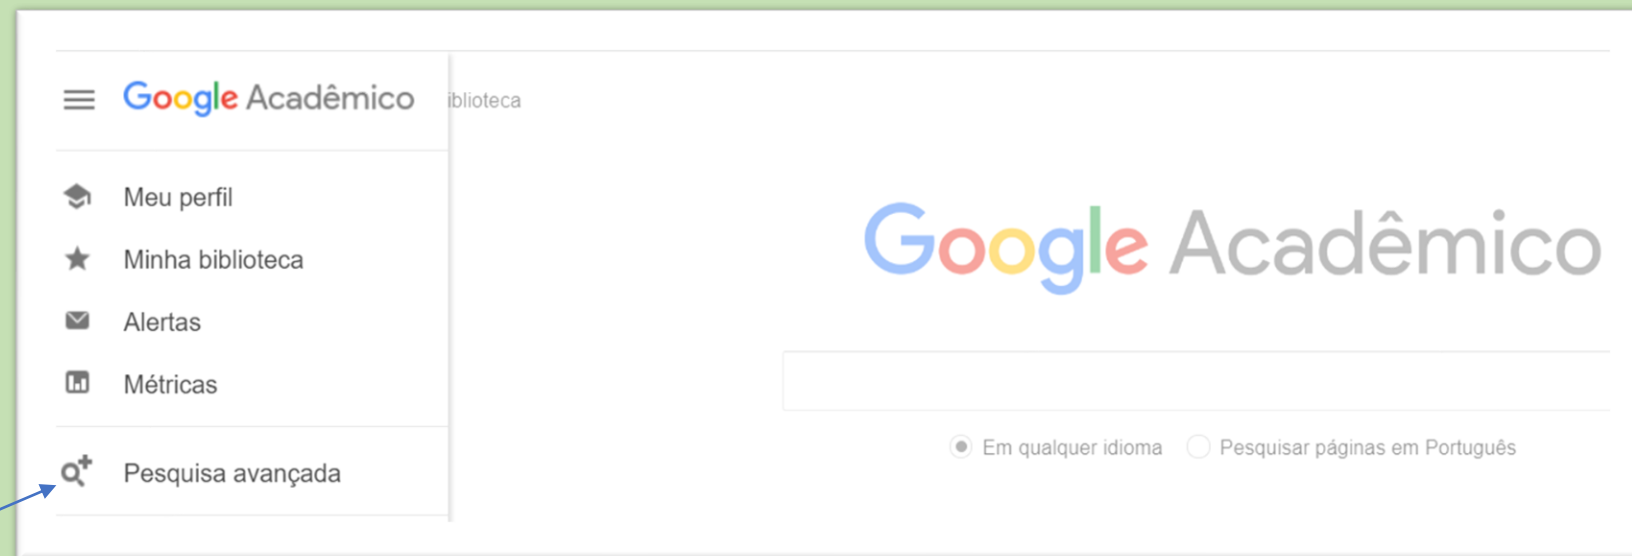 Google Acadêmico
iblioteca
Meu perfil
Minha biblioteca
Alertas
Métricas
Pesquisa avançada
Google Acadêmico
Em qualquer idioma
Pesquisar páginas em Português